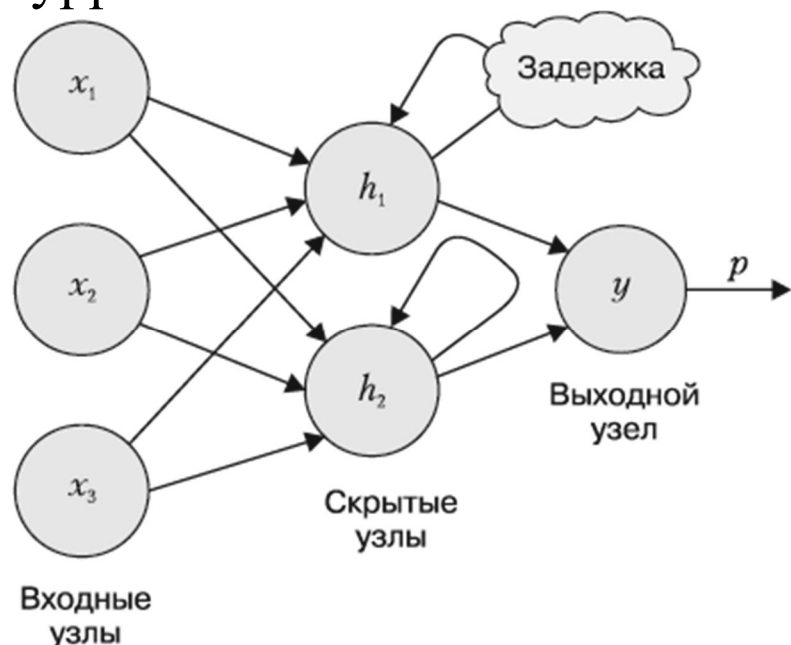 x₁
Задержка
h₁
x₂
y
p
h₂
Выходной
узел
x₃
Скрытые
узлы
Входные
узлы